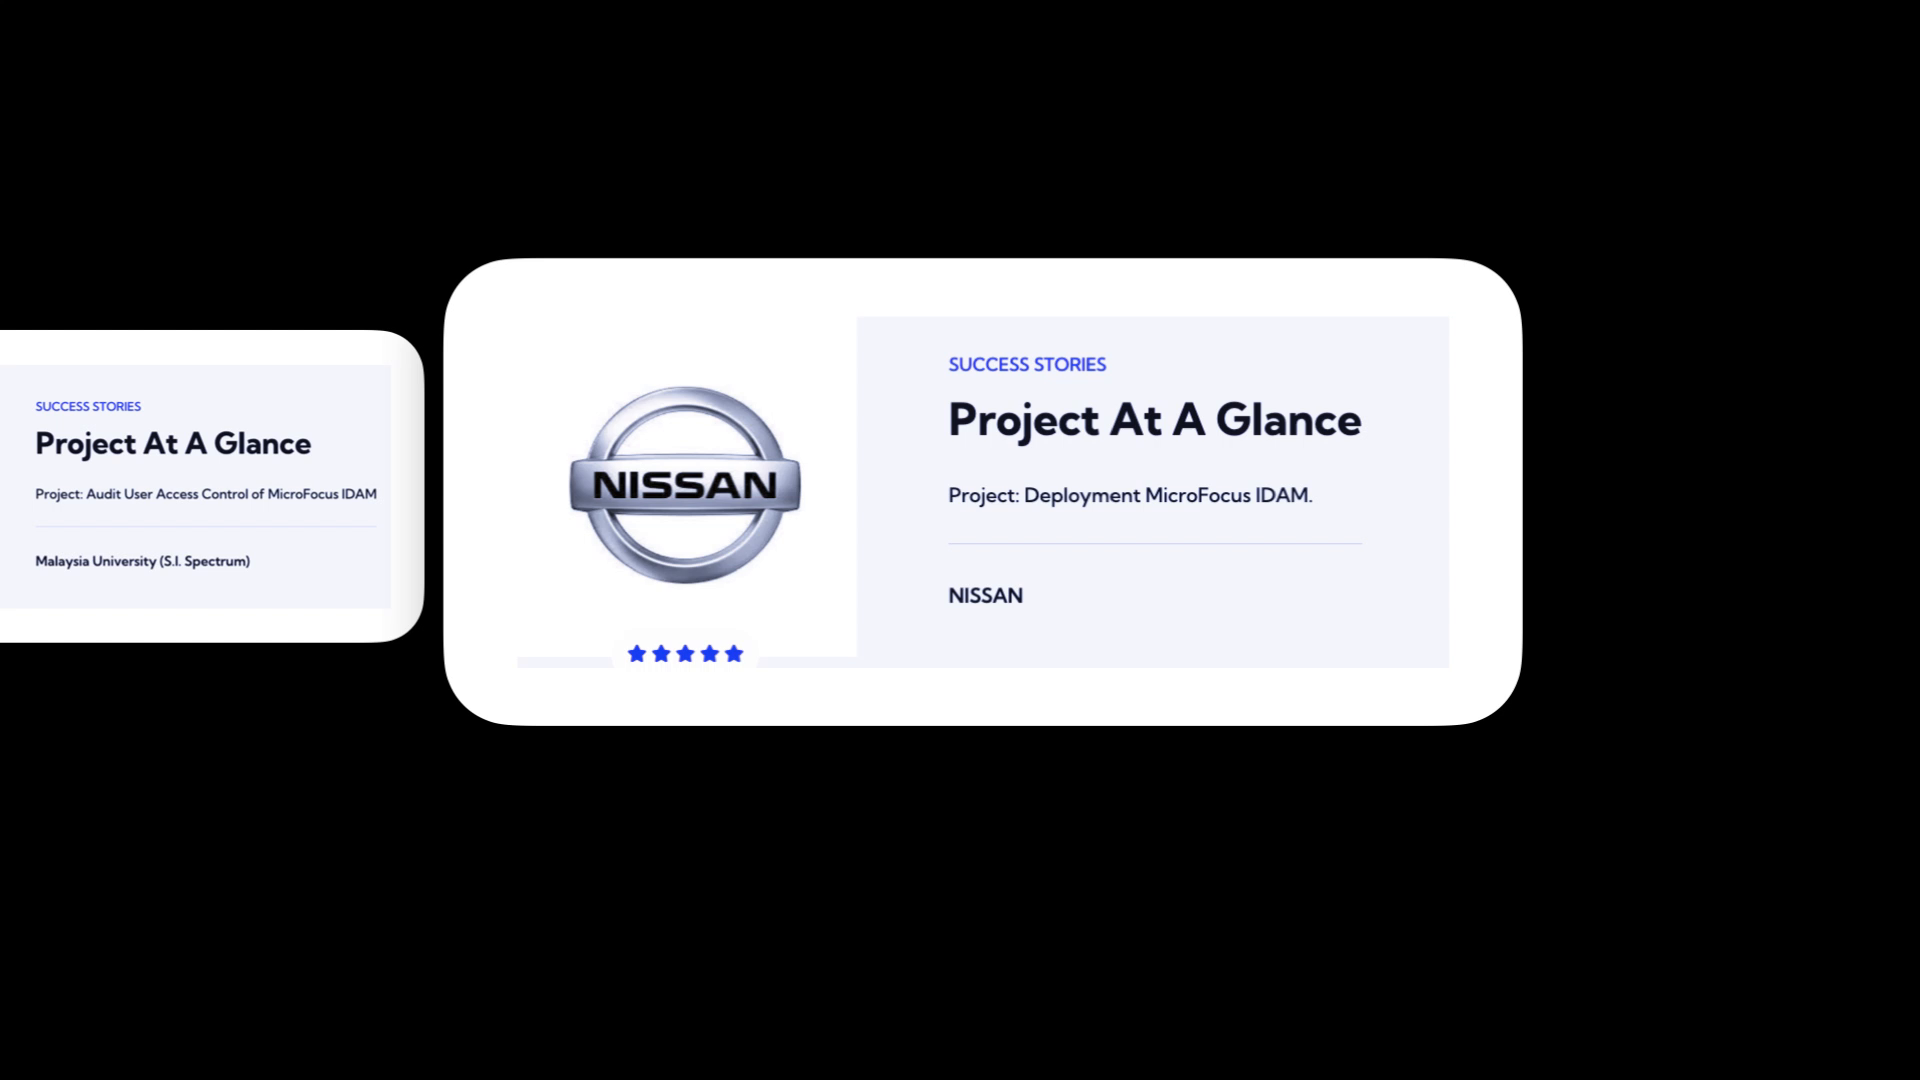 SUCCESS STORIES
Project At A Glance
Project: Audit User Access Control of MicroFocus IDAM
Malaysia University (S.I. Spectrum)
NISSAN
SUCCESS STORIES
Project At A Glance
Project: Deployment MicroFocus IDAM.
NISSAN